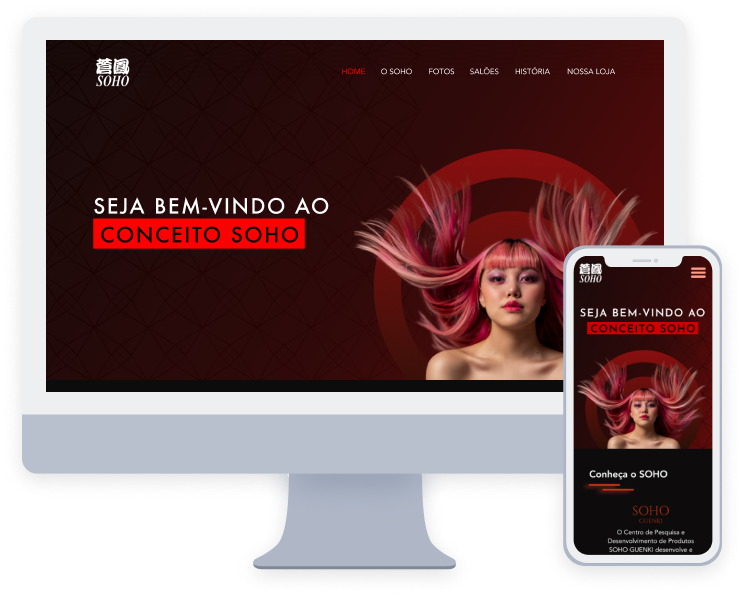 SOHO
HOME O SOHO FOTOS SALÕES HISTÓRIA NOSSA LOJA
SEJA BEM-VINDO AO
CONCEITO SOHO
SOHO
SEJA BEM-VINDO AO
CONCEITO SOHO
Conheça o SOHO
SOHO
GUENKI
O Centro de Pesquisa e
Desenvolvimento de Produtos
SOHO GUENKI desenvolve e